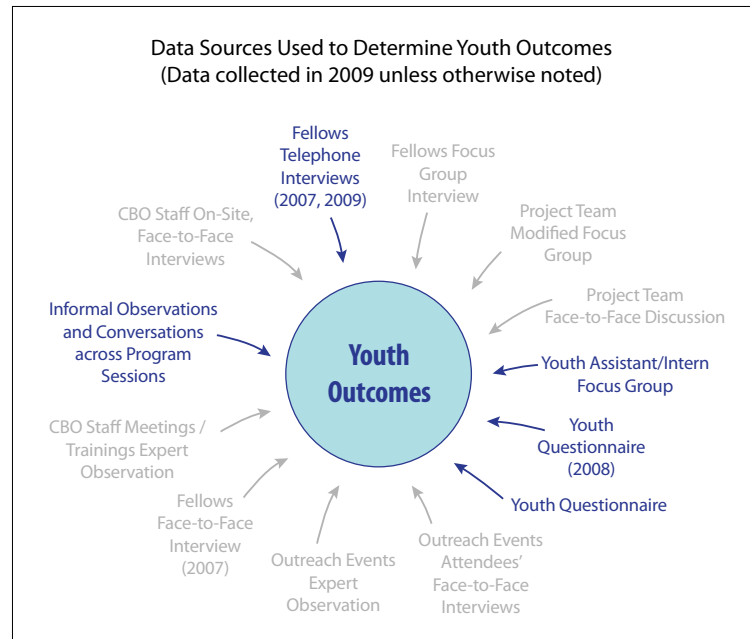 Data Sources Used to Determine Youth Outcomes
(Data collected in 2009 unless otherwise noted)
Fellows
Telephone
Interviews
(2007, 2009)
Fellows Focus
Group
Interview
Project Team
Modified Focus
Group
Project Team
Face-to-Face Discussion
Youth Assistant/Intern
Focus Group
Youth
Questionnaire
(2008)
Youth Questionnaire
Outreach Events
Attendees’
Face-to-Face
Interviews
Outreach Events
Expert
Observation
Fellows
Face-to-Face
Interview
(2007)
CBO Staff Meetings /
Trainings Expert
Observation
Informal Observations
and Conversations
across Program
Sessions
CBO Staff On-Site,
Face-to-Face
Interviews
Youth
Outcomes